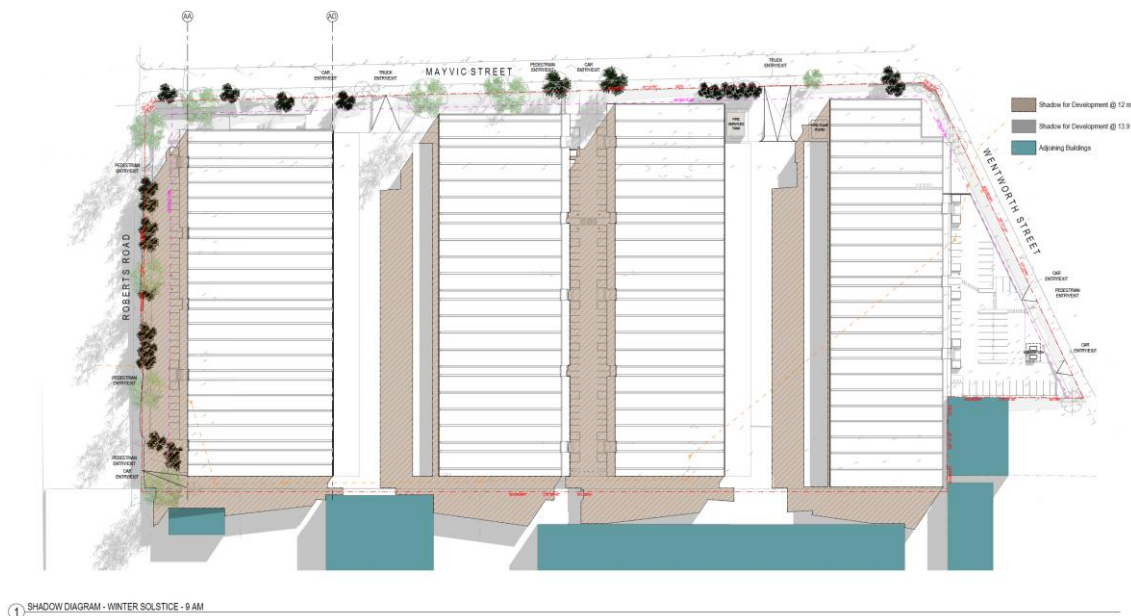 AA
AD
MAYVIC STREET
CAR
ENTRY/EXIT
TRUCK
ENTRY/EXIT
PEDESTRIAN
ENTRY/EXIT
CAR
ENTRY/EXIT
TRUCK
ENTRY/EXIT
Shadow for Development @ 12 m
Shadow for Development @ 13.9
Adjoining Buildings
FIRE
SERVICES
TANK
WENTWORTH STREET
PEDESTRIAN
ENTRY/EXIT
ROBERTS ROAD
CAR
ENTRY/EXIT
PEDESTRIAN
ENTRY/EXIT
CAR
ENTRY/EXIT
PEDESTRIAN
ENTRY/EXIT
PEDESTRIAN
ENTRY/EXIT
CAR
ENTRY/EXIT
1
SHADOW DIAGRAM - WINTER SOLSTICE - 9 AM